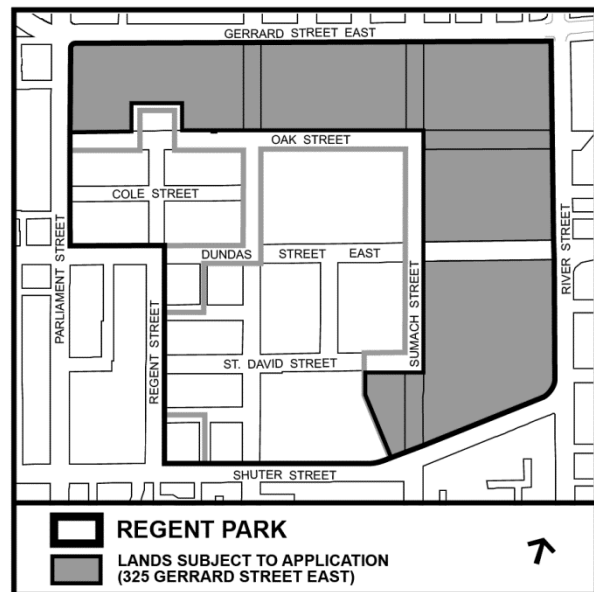 GERRARD STREET EAST
OAK STREET
COLE STREET
DUNDAS STREET EAST
PARLIAMENT STREET
REGENT STREET
SUMACH STREET
RIVER STREET
ST. DAVID STREET
SHUTER STREET
REGENT PARK
LANDS SUBJECT TO APPLICATION
(325 GERRARD STREET EAST)